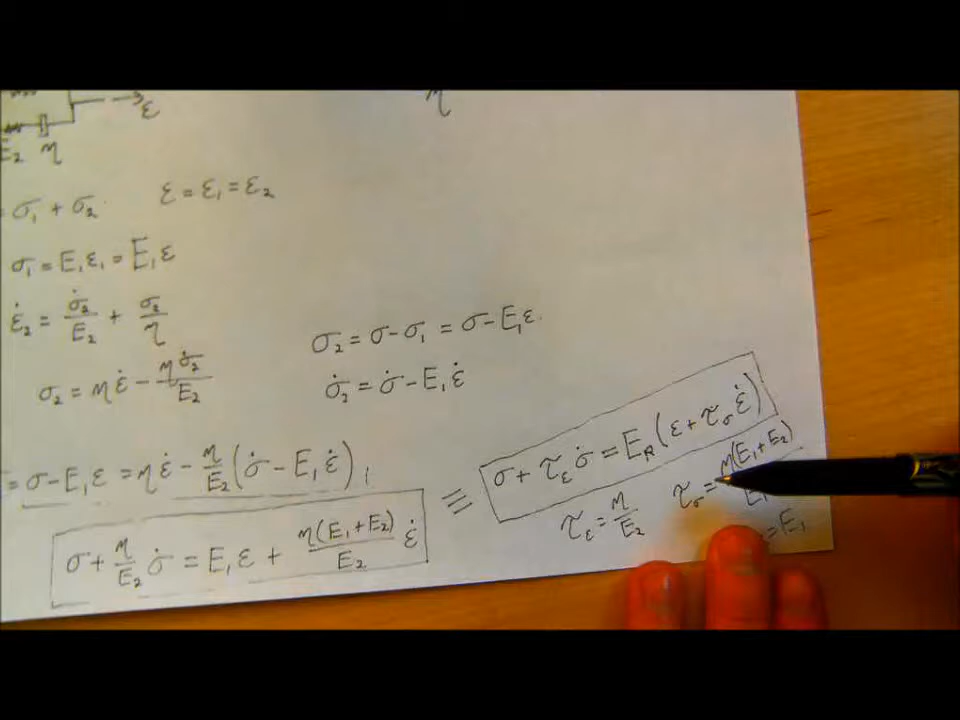 η
ε
E₂ η
= σ₁ + σ₂ ε = ε₁ = ε₂
σ₁ = E₁ε₁ = E₁ε
ε̇₂ = σ̇₂/E₂ + σ₂/η
σ₂ = σ - σ₁ = σ - E₁ε
σ₂ = ηε̇ - ησ̇₂/E₂
σ̇₂ = σ̇ - E₁ε̇
= σ - E₁ε = ηε̇ - η/E₂(σ̇ - E₁ε̇)
σ + η/E₂ σ̇ = E₁ε + η(E₁+E₂)/E₂ ε̇
≡ σ + τ_ε σ̇ = E_R(ε + τ_σ ε̇)
τ_ε = η/E₂ τ_σ = η(E₁+E₂)/E₁
= E₁